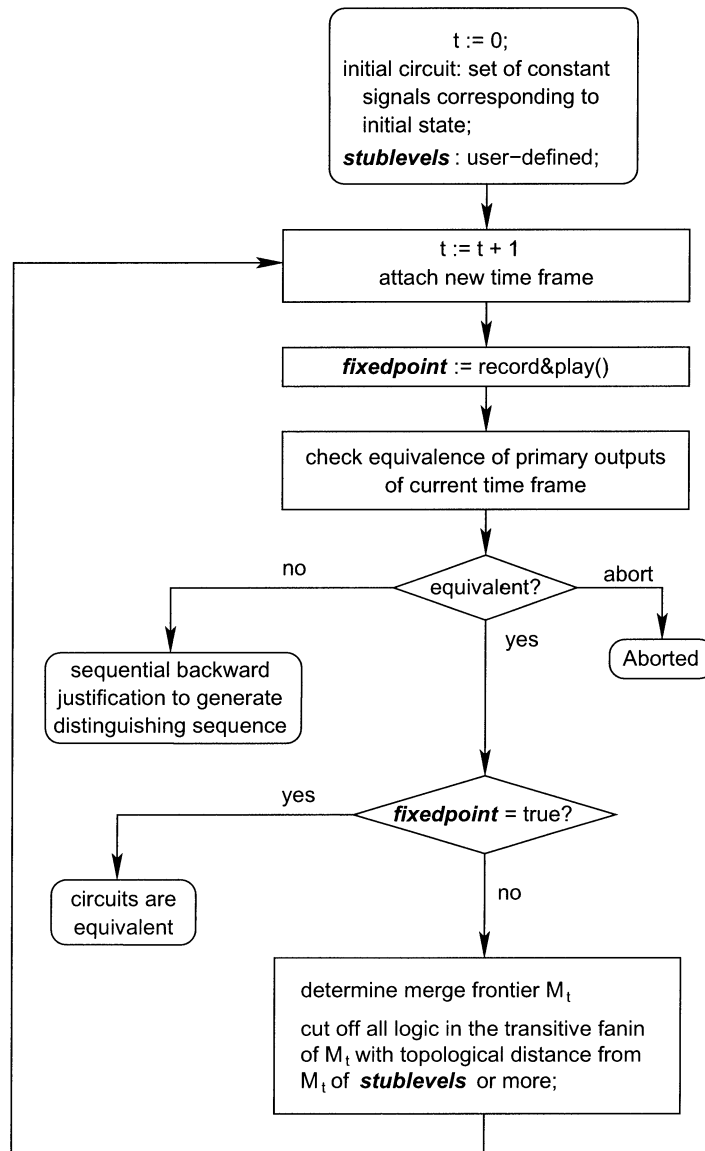 t := 0;
initial circuit: set of constant
signals corresponding to
initial state;
stublevels : user−defined;
t := t + 1
attach new time frame
fixedpoint := record&play()
check equivalence of primary outputs
of current time frame
equivalent?
no
abort
yes
sequential backward
justification to generate
distinguishing sequence
Aborted
fixedpoint = true?
yes
no
circuits are
equivalent
determine merge frontier Mt
cut off all logic in the transitive fanin
of Mt with topological distance from
Mt of stublevels or more;